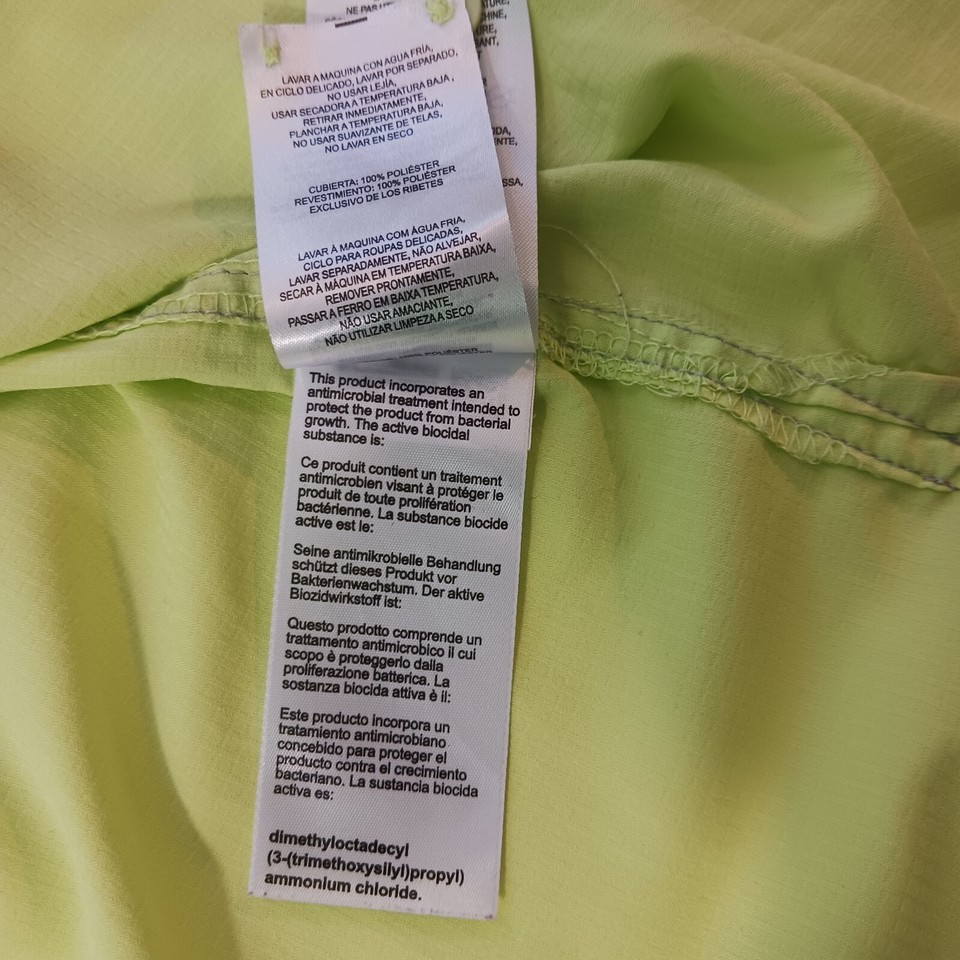 NE PAR
LAVAR A MAQUINA CON AGUA FRÍA,
EN CICLO DELICADO, LAVAR POR SEPARADO,
NO USAR LEJÍA,
USAR SECADORA A TEMPERATURA BAJA ,
RETIRAR INMEDIATAMENTE,
PLANCHAR A TEMPERATURA BAJA,
NO USAR SUAVIZANTE DE TELAS,
NO LAVAR EN SECO
CUBIERTA: 100% POLIÉSTER
REVESTIMIENTO: 100% POLIÉSTER
EXCLUSIVO DE LOS RIBETES
LAVAR À MAQUINA COM ÁGUA FRIA,
CICLO PARA ROUPAS DELICADAS,
LAVAR SEPARADAMENTE, NÃO ALVEJAR,
SECAR À MÁQUINA EM TEMPERATURA BAIXA,
REMOVER PRONTAMENTE,
PASSAR A FERRO EM BAIXA TEMPERATURA,
NÃO USAR AMACIANTE,
NÃO UTILIZAR LIMPEZA A SECO
This product incorporates an
antimicrobial treatment intended to
protect the product from bacterial
growth. The active biocidal
substance is:
Ce produit contient un traitement
antimicrobien visant à protéger le
produit de toute prolifération
bactérienne. La substance biocide
active est le:
Seine antimikrobielle Behandlung
schützt dieses Produkt vor
Bakterienwachstum. Der aktive
Biozidwirkstoff ist:
Questo prodotto comprende un
trattamento antimicrobico il cui
scopo è proteggerlo dalla
proliferazione batterica. La
sostanza biocida attiva è il:
Este producto incorpora un
tratamiento antimicrobiano
concebido para proteger el
producto contra el crecimiento
bacteriano. La sustancia biocida
activa es:
dimethyloctadecyl
(3-(trimethoxysilyl)propyl)
ammonium chloride.